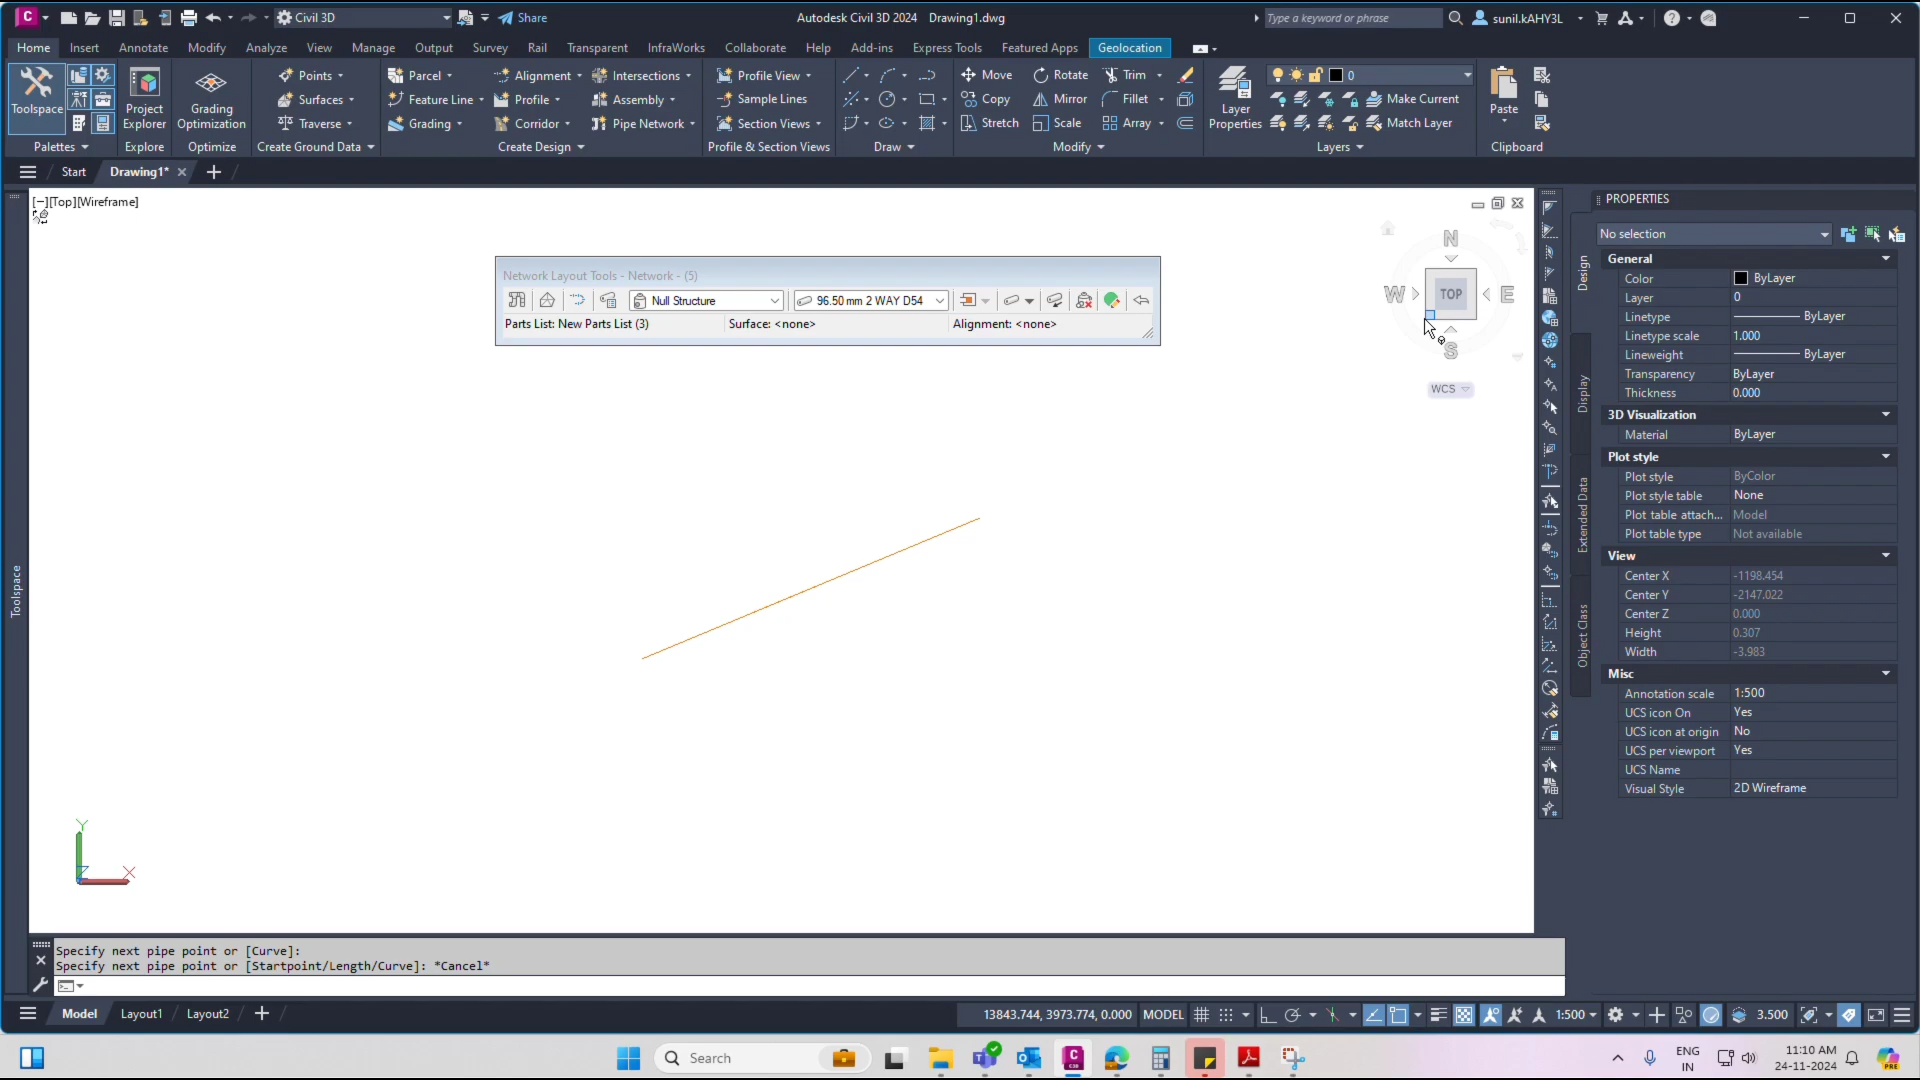 Civil 3D
Share
Autodesk Civil 3D 2024 Drawing1.dwg
Type a keyword or phrase
sunil.kAHY3L
Home Insert Annotate Modify Analyze View Manage Output Survey Rail Transparent InfraWorks Collaborate Help Add-ins Express Tools Featured Apps Geolocation
Toolspace
Palettes
Project Explorer
Explore
Grading Optimization
Optimize
Points
Surfaces
Traverse
Create Ground Data
Parcel
Feature Line
Grading
Alignment
Profile
Corridor
Intersections
Assembly
Pipe Network
Create Design
Profile View
Sample Lines
Section Views
Profile & Section Views
Draw
Move
Copy
Stretch
Rotate
Mirror
Scale
Trim
Fillet
Array
Modify
Layer Properties
0
Make Current
Match Layer
Layers
Paste
Clipboard
Start
Drawing1*
[−][Top][Wireframe]
Toolspace
Network Layout Tools - Network - (5)
Null Structure
96.50 mm 2 WAY D54
Parts List: New Parts List (3)
Surface: <none>
Alignment: <none>
N
W
TOP
E
S
WCS
Y
X
Z
PROPERTIES
No selection
Design
Display
Extended Data
Object Class
General
Color ByLayer
Layer 0
Linetype ByLayer
Linetype scale 1.000
Lineweight ByLayer
Transparency ByLayer
Thickness 0.000
3D Visualization
Material ByLayer
Plot style
Plot style ByColor
Plot style table None
Plot table attach... Model
Plot table type Not available
View
Center X -1198.454
Center Y -2147.022
Center Z 0.000
Height 0.307
Width -3.983
Misc
Annotation scale 1:500
UCS icon On Yes
UCS icon at origin No
UCS per viewport Yes
UCS Name
Visual Style 2D Wireframe
Specify next pipe point or [Curve]:
Specify next pipe point or [Startpoint/Length/Curve]: *Cancel*
Model
Layout1
Layout2
13843.744, 3973.774, 0.000
MODEL
1:500
3.500
Search
ENG
IN
11:10 AM
24-11-2024